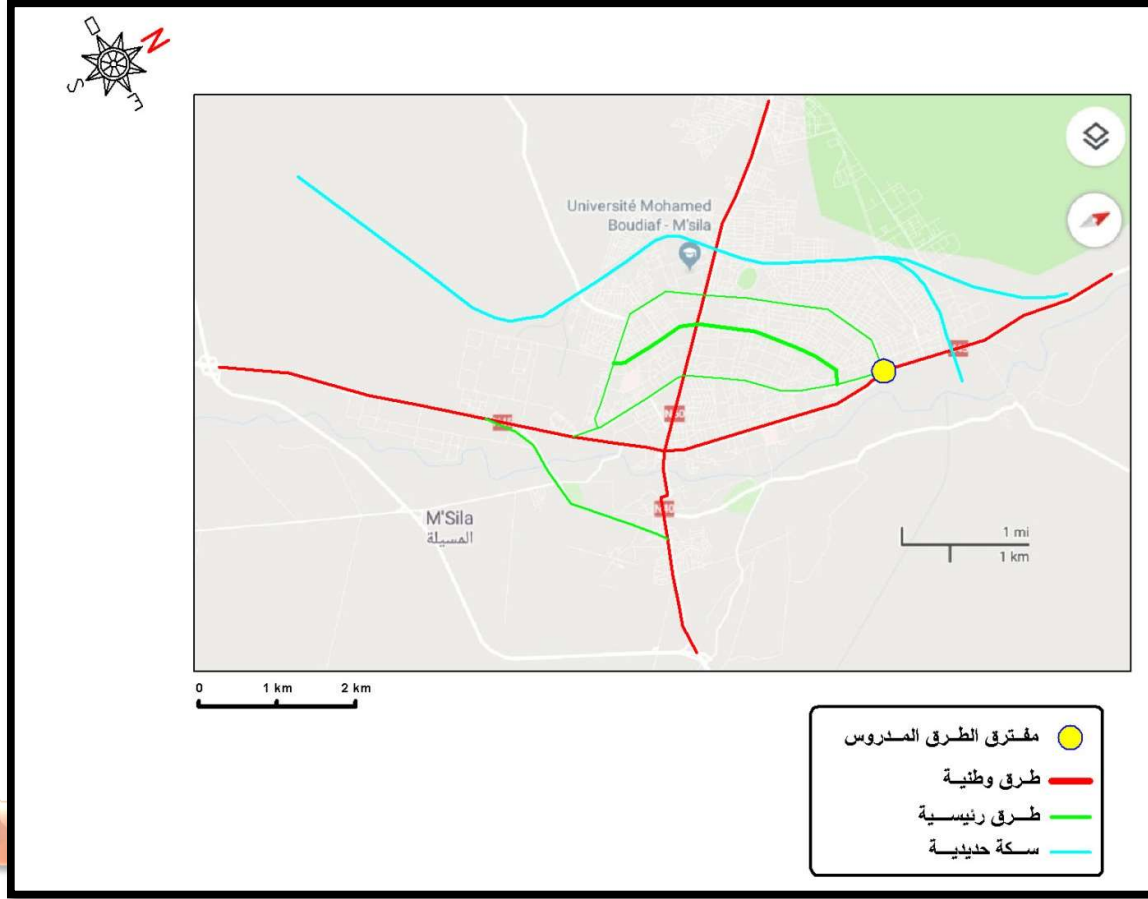 N
S
E
Université Mohamed
Boudiaf - M'sila
N40
M'Sila
المسيلة
1 mi
1 km
0 1 km 2 km
مفترق الطرق المدروس
طرق وطنية
طرق رئيسية
سكة حديدية